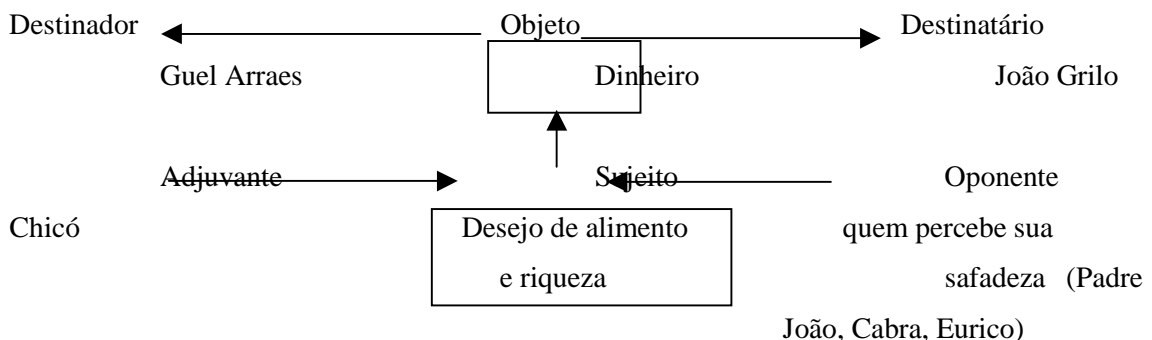 Destinador Objeto Destinatário
Guel Arraes Dinheiro João Grilo
Adjuvante Sujeito Oponente
Chicó Desejo de alimento quem percebe sua
e riqueza safadeza (Padre
João, Cabra, Eurico)